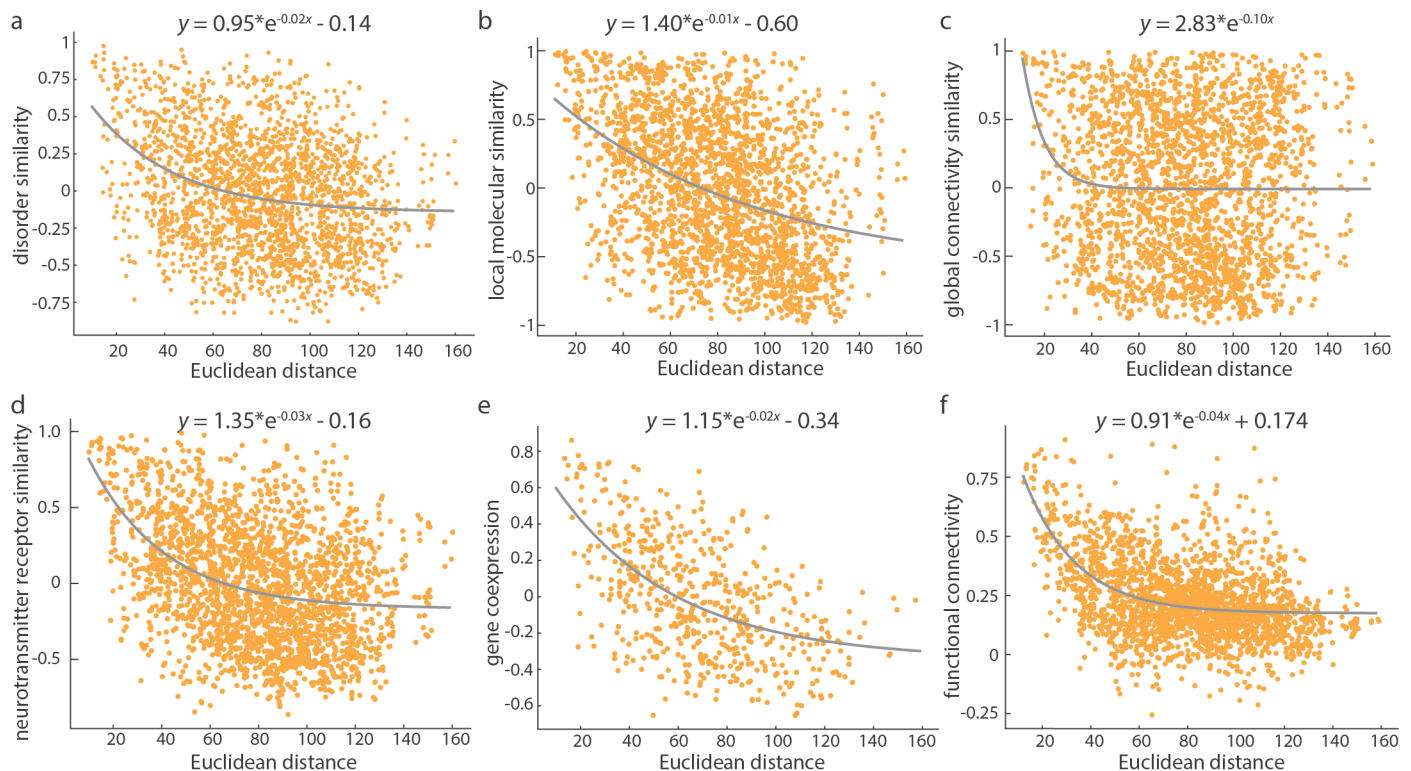 a
y = 0.95*e-0.02x - 0.14
disorder similarity
1
0.75
0.5
0.25
0
-0.25
-0.5
-0.75
20 40 60 80 100 120 140 160
Euclidean distance
b
y = 1.40*e-0.01x - 0.60
local molecular similarity
1
0.5
0
-0.5
-1
20 40 60 80 100 120 140 160
Euclidean distance
c
y = 2.83*e-0.10x
global connectivity similarity
1
0.5
0
-0.5
-1
20 40 60 80 100 120 140 160
Euclidean distance
d
y = 1.35*e-0.03x - 0.16
neurotransmitter receptor similarity
1.0
0.5
0
-0.5
20 40 60 80 100 120 140 160
Euclidean distance
e
y = 1.15*e-0.02x - 0.34
gene coexpression
0.8
0.6
0.4
0.2
0
-0.2
-0.4
-0.6
20 40 60 80 100 120 140 160
Euclidean distance
f
y = 0.91*e-0.04x + 0.174
functional connectivity
0.75
0.5
0.25
0
-0.25
20 40 60 80 100 120 140 160
Euclidean distance